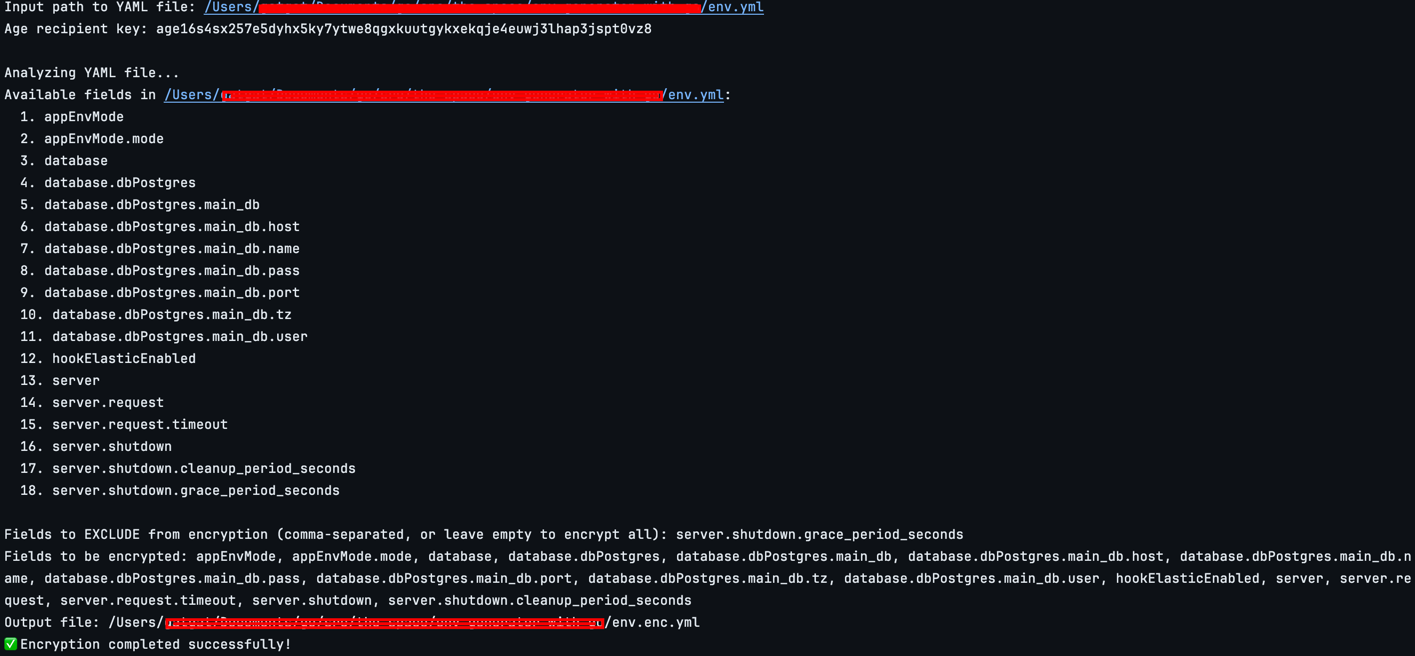 Input path to YAML file: /Users/ /env.yml
Age recipient key: age16s4sx257e5dyhx5ky7ytwe8qgxkuutgykxekqje4euwj3lhap3jspt0vz8
Analyzing YAML file...
Available fields in /Users/ /env.yml:
1. appEnvMode
2. appEnvMode.mode
3. database
4. database.dbPostgres
5. database.dbPostgres.main_db
6. database.dbPostgres.main_db.host
7. database.dbPostgres.main_db.name
8. database.dbPostgres.main_db.pass
9. database.dbPostgres.main_db.port
10. database.dbPostgres.main_db.tz
11. database.dbPostgres.main_db.user
12. hookElasticEnabled
13. server
14. server.request
15. server.request.timeout
16. server.shutdown
17. server.shutdown.cleanup_period_seconds
18. server.shutdown.grace_period_seconds
Fields to EXCLUDE from encryption (comma-separated, or leave empty to encrypt all): server.shutdown.grace_period_seconds
Fields to be encrypted: appEnvMode, appEnvMode.mode, database, database.dbPostgres, database.dbPostgres.main_db, database.dbPostgres.main_db.host, database.dbPostgres.main_db.n
ame, database.dbPostgres.main_db.pass, database.dbPostgres.main_db.port, database.dbPostgres.main_db.tz, database.dbPostgres.main_db.user, hookElasticEnabled, server, server.re
quest, server.request.timeout, server.shutdown, server.shutdown.cleanup_period_seconds
Output file: /Users/ /env.enc.yml
✅ Encryption completed successfully!